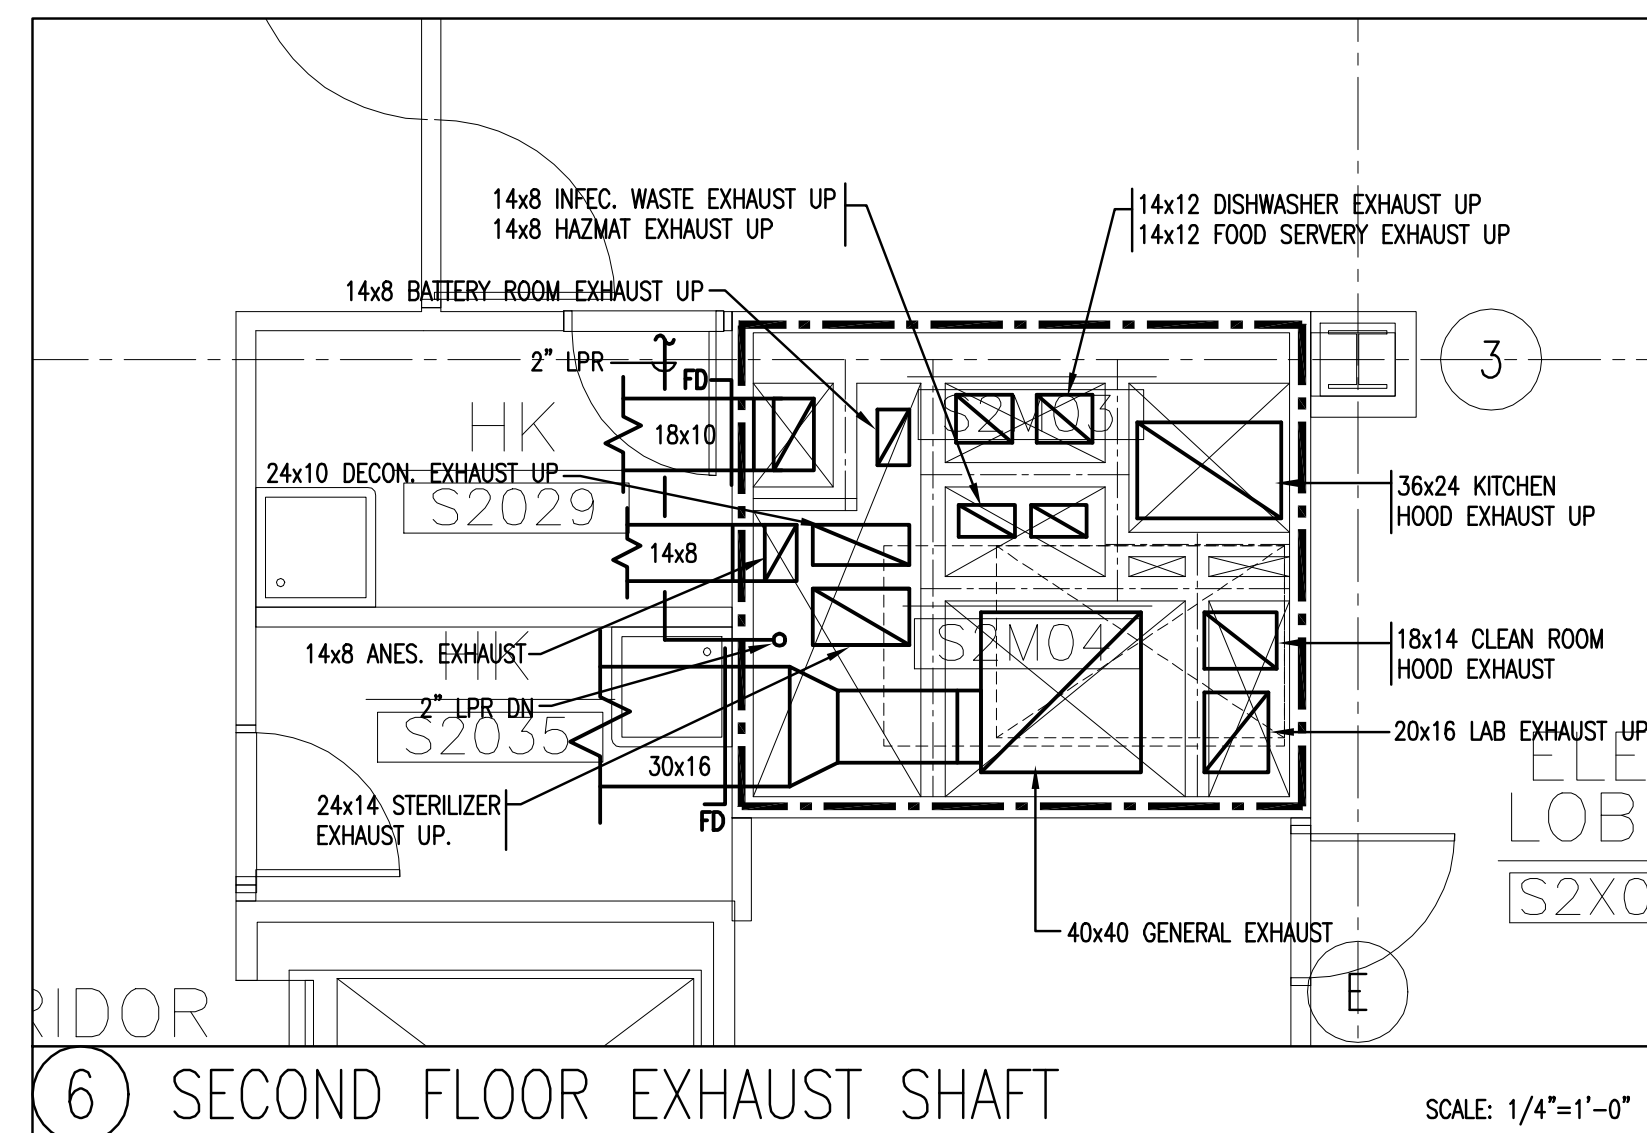 14x8 INFEC. WASTE EXHAUST UP
14x8 HAZMAT EXHAUST UP
14x12 DISHWASHER EXHAUST UP
14x12 FOOD SERVERY EXHAUST UP
14x8 BATTERY ROOM EXHAUST UP
2" LPR
FD
3
HK
18x10
S2M03
24x10 DECON. EXHAUST UP
S2029
36x24 KITCHEN
HOOD EXHAUST UP
14x8
14x8 ANES. EXHAUST
HK
S2M04
18x14 CLEAN ROOM
HOOD EXHAUST
2" LPR DN
S2035
20x16 LAB EXHAUST UP
ELE
30x16
24x14 STERILIZER
EXHAUST UP.
FD
LOB
S2X0
40x40 GENERAL EXHAUST
E
RIDOR
6 SECOND FLOOR EXHAUST SHAFT
SCALE: 1/4"=1'-0"